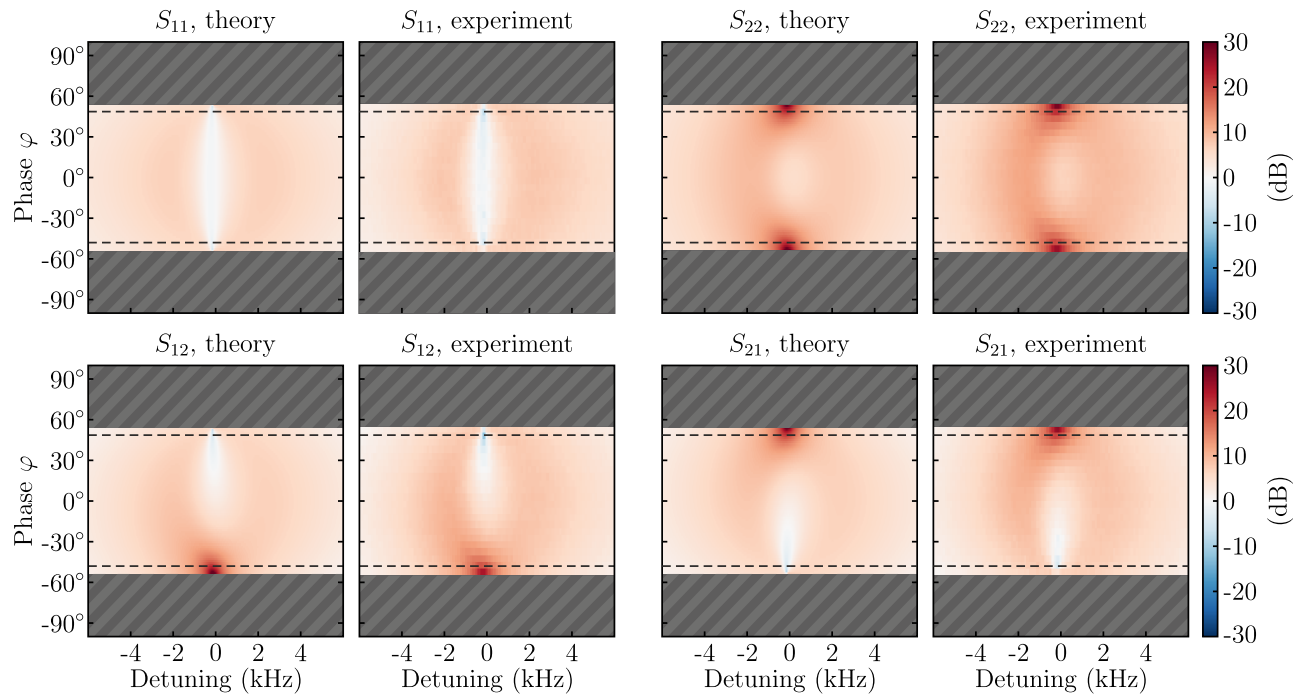 S11, theory
S11, experiment
S22, theory
S22, experiment
90°
60°
30°
0°
-30°
-60°
-90°
Phase φ
30
20
10
0
-10
-20
-30
(dB)
S12, theory
S12, experiment
S21, theory
S21, experiment
90°
60°
30°
0°
-30°
-60°
-90°
Phase φ
30
20
10
0
-10
-20
-30
(dB)
-4 -2 0 2 4
-4 -2 0 2 4
-4 -2 0 2 4
-4 -2 0 2 4
Detuning (kHz)
Detuning (kHz)
Detuning (kHz)
Detuning (kHz)